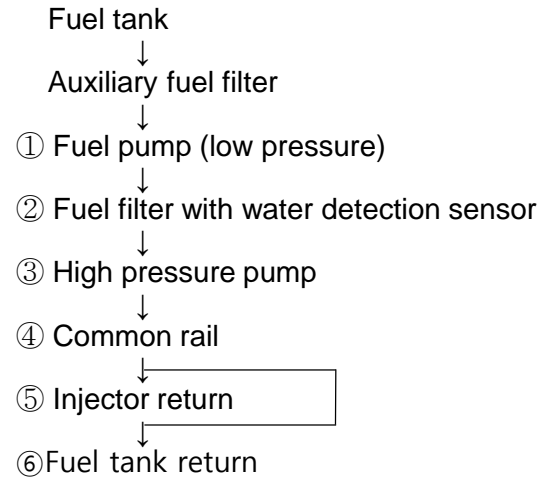 Fuel tank
↓
Auxiliary fuel filter
↓
① Fuel pump (low pressure)
↓
② Fuel filter with water detection sensor
↓
③ High pressure pump
↓
④ Common rail
↓
⑤ Injector return
↓
⑥Fuel tank return